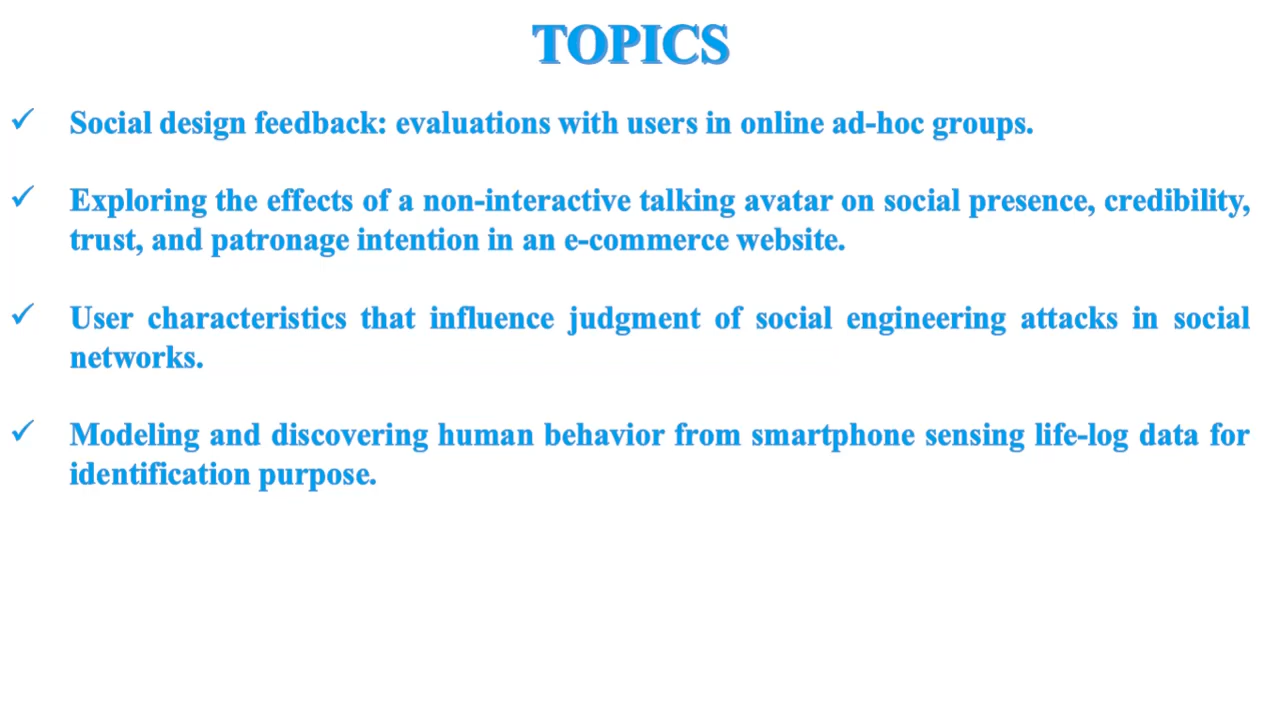 TOPICS
✓ Social design feedback: evaluations with users in online ad-hoc groups.
✓ Exploring the effects of a non-interactive talking avatar on social presence, credibility,
trust, and patronage intention in an e-commerce website.
✓ User characteristics that influence judgment of social engineering attacks in social
networks.
✓ Modeling and discovering human behavior from smartphone sensing life-log data for
identification purpose.